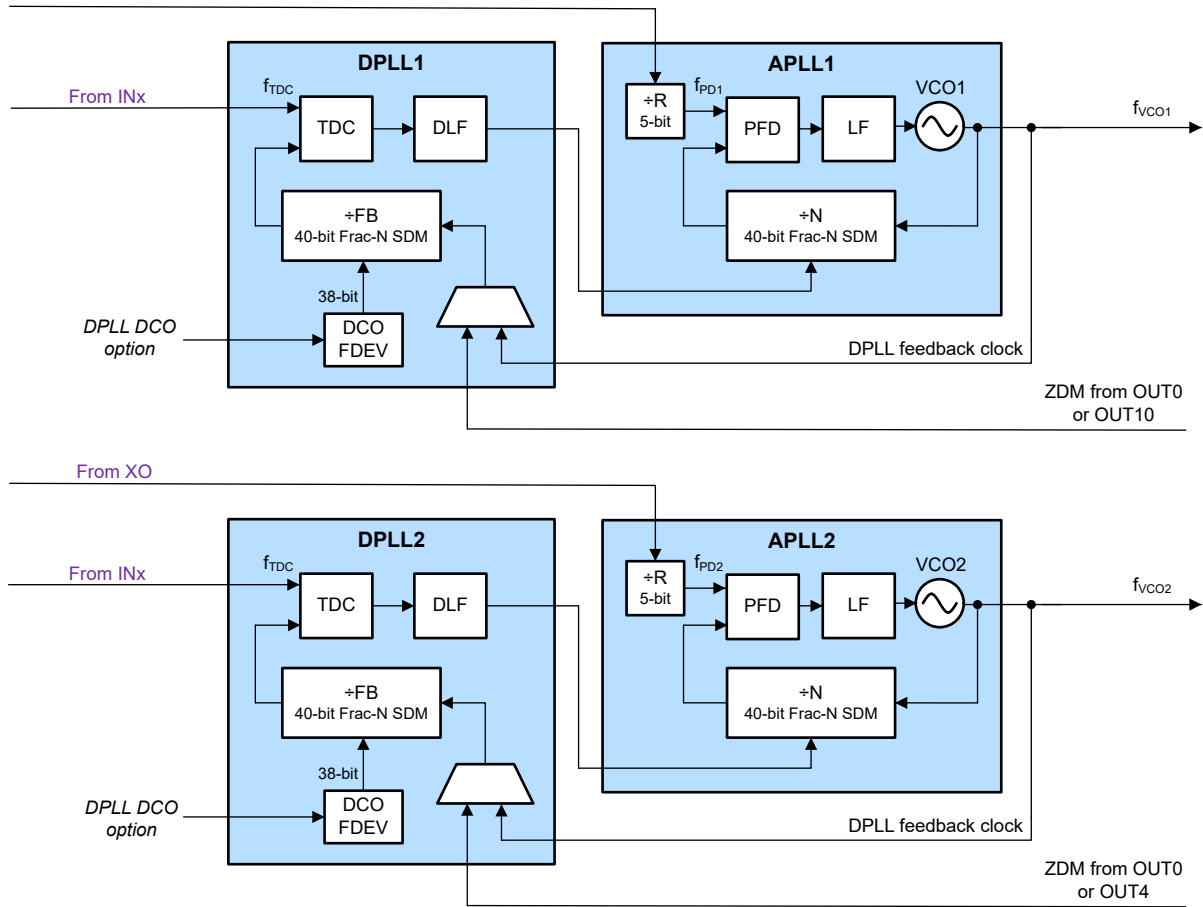 DPLL1
APLL1
From INx
fTDC
TDC
DLF
÷R
5-bit
fPD1
PFD
LF
VCO1
fVCO1
÷FB
40-bit Frac-N SDM
÷N
40-bit Frac-N SDM
38-bit
DPLL DCO
option
DCO
FDEV
DPLL feedback clock
ZDM from OUT0
or OUT10
From XO
DPLL2
APLL2
From INx
fTDC
TDC
DLF
÷R
5-bit
fPD2
PFD
LF
VCO2
fVCO2
÷FB
40-bit Frac-N SDM
÷N
40-bit Frac-N SDM
38-bit
DPLL DCO
option
DCO
FDEV
DPLL feedback clock
ZDM from OUT0
or OUT4